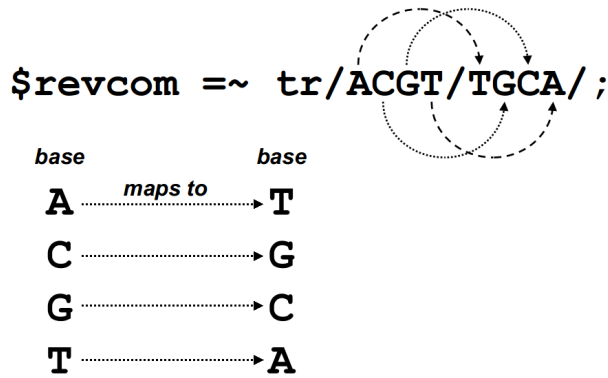 $revcom =~ tr/ACGT/TGCA/;
base base
A maps to T
C G
G C
T A